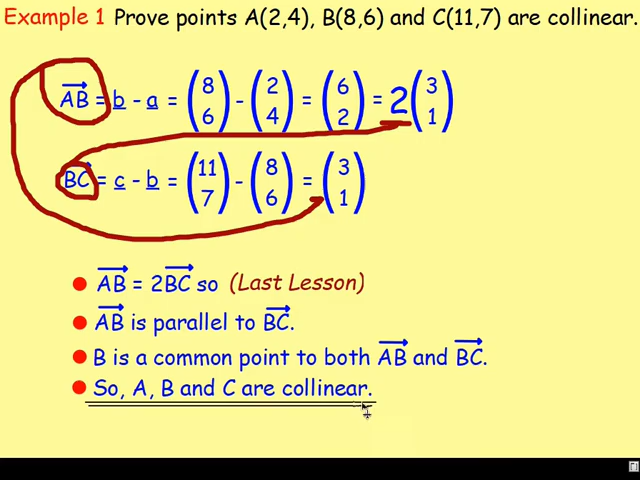 Example 1 Prove points A(2,4), B(8,6) and C(11,7) are collinear.
AB = b - a = (8 6) - (2 4) = (6 2) = 2(3 1)
BC = c - b = (11 7) - (8 6) = (3 1)
AB = 2BC so (Last Lesson)
AB is parallel to BC.
B is a common point to both AB and BC.
So, A, B and C are collinear.